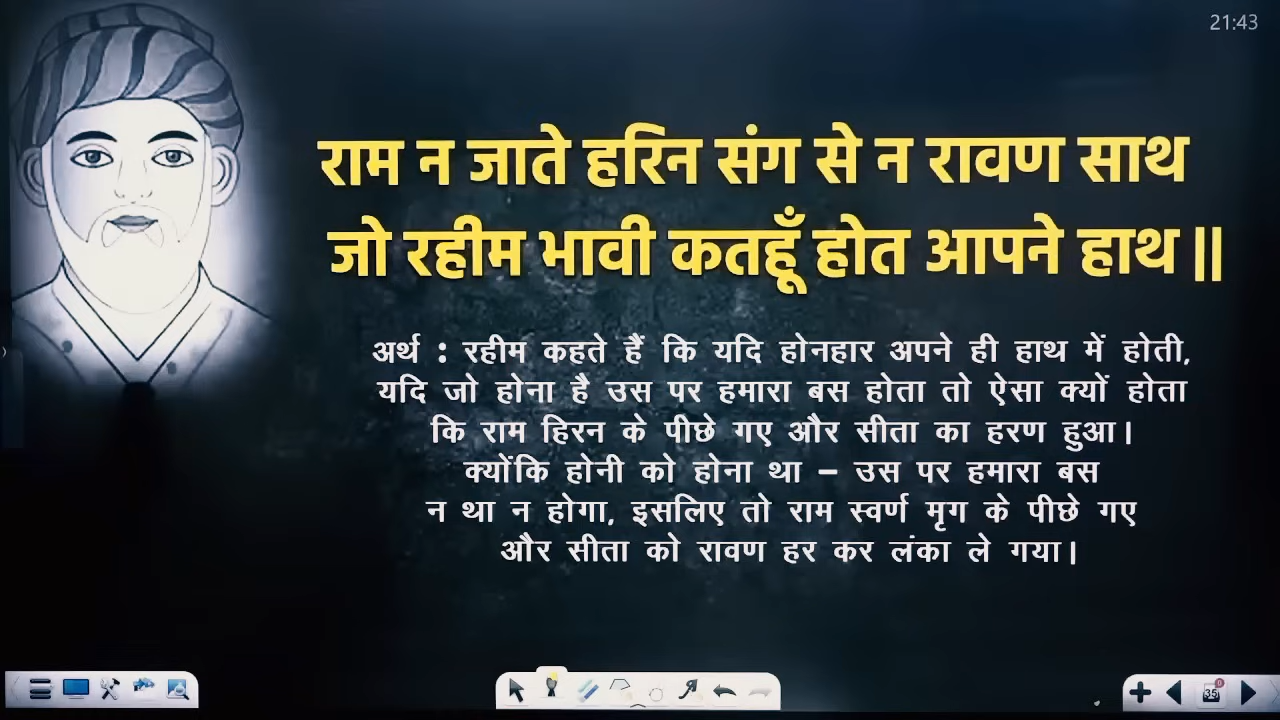 21:43
राम न जाते हरिन संग से न रावण साथ
जो रहीम भावी कतहूँ होत आपने हाथ ||
अर्थ : रहीम कहते हैं कि यदि होनहार अपने ही हाथ में होती,
यदि जो होना है उस पर हमारा बस होता तो ऐसा क्यों होता
कि राम हिरन के पीछे गए और सीता का हरण हुआ।
क्योंकि होनी को होना था – उस पर हमारा बस
न था न होगा, इसलिए तो राम स्वर्ण मृग के पीछे गए
और सीता को रावण हर कर लंका ले गया।
35